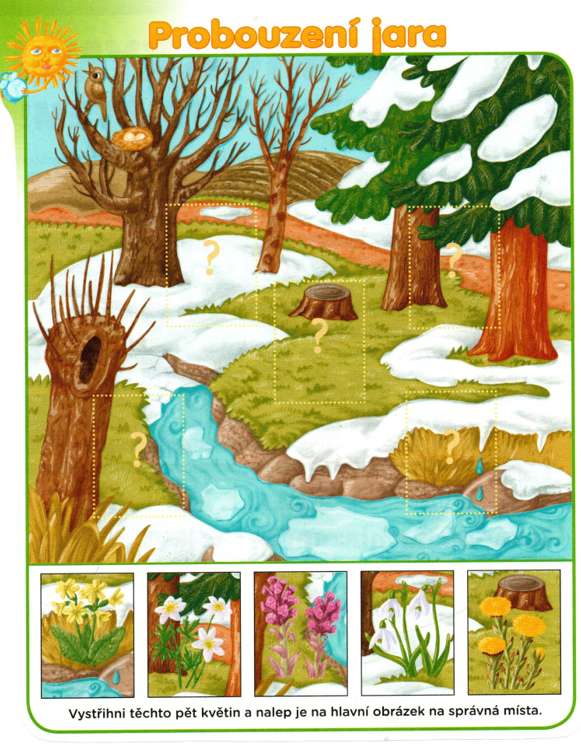 Probouzení jara
?
?
?
?
?
Vystřihni těchto pět květin a nalep je na hlavní obrázek na správná místa.